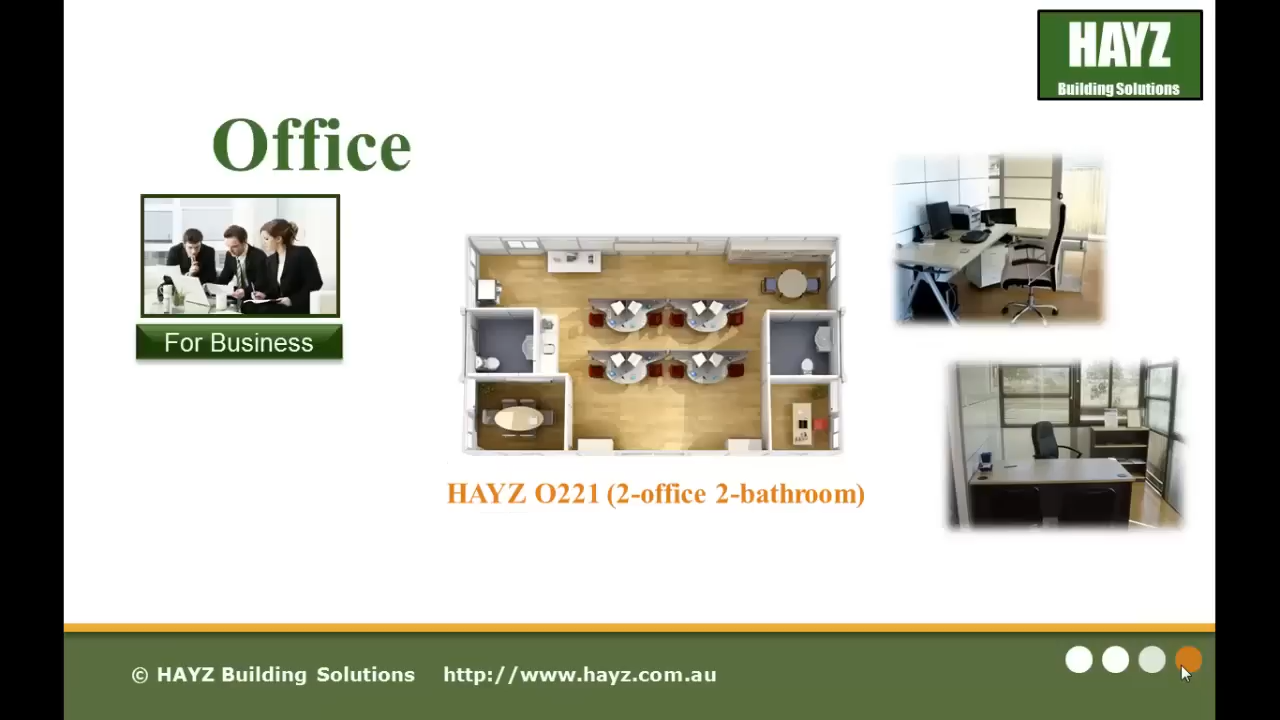 HAYZ
Building Solutions
Office
For Business
HAYZ O221 (2-office 2-bathroom)
© HAYZ Building Solutions http://www.hayz.com.au